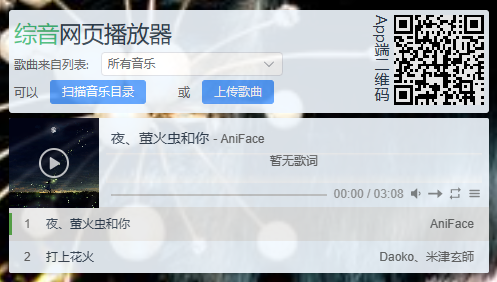 综音网页播放器
App端二维码
歌曲来自列表: 所有音乐
可以 扫描音乐目录 或 上传歌曲
夜、萤火虫和你 - AniFace
暂无歌词
00:00 / 03:08
1 夜、萤火虫和你 AniFace
2 打上花火 Daoko、米津玄師